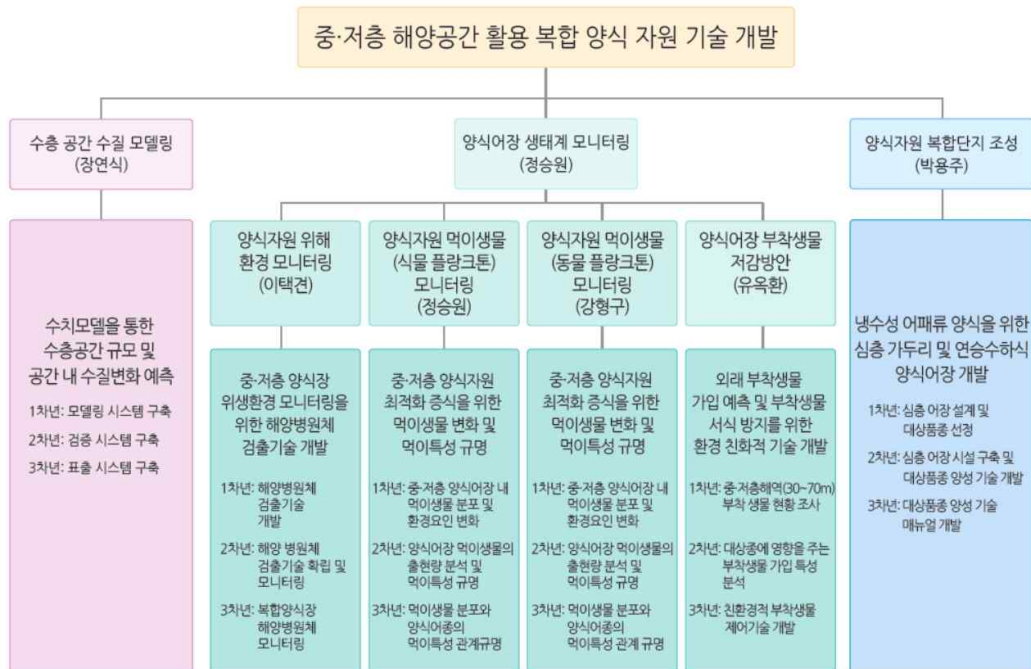 중·저층 해양공간 활용 복합 양식 자원 기술 개발
수층 공간 수질 모델링
(장연식)
수치모델을 통한
수층공간 규모 및
공간 내 수질변화 예측
1차년: 모델링 시스템 구축
2차년: 검증 시스템 구축
3차년: 표출 시스템 구축
양식어장 생태계 모니터링
(정승원)
양식자원 위해
환경 모니터링
(이택견)
중·저층 양식장
위생환경 모니터링을
위한 해양병원체
검출기술 개발
1차년: 해양병원체
검출기술
개발
2차년: 해양 병원체
검출기술 확립 및
모니터링
3차년: 복합양식장
해양병원체
모니터링
양식자원 먹이생물
(식물 플랑크톤)
모니터링
(정승원)
중·저층 양식자원
최적화 증식을 위한
먹이생물 변화 및
먹이특성 규명
1차년: 중·저층 양식어장 내
먹이생물 분포 및
환경요인 변화
2차년: 양식어장 먹이생물의
출현량 분석 및
먹이특성 규명
3차년: 먹이생물 분포와
양식어종의
먹이특성 관계규명
양식자원 먹이생물
(동물 플랑크톤)
모니터링
(강형구)
중·저층 양식자원
최적화 증식을 위한
먹이생물 변화 및
먹이특성 규명
1차년: 중·저층 양식어장 내
먹이생물 분포 및
환경요인 변화
2차년: 양식어장 먹이생물의
출현량 분석 및
먹이특성 규명
3차년: 먹이생물 분포와
양식어종의
먹이특성 관계 규명
양식어장 부착생물
저감방안
(유옥환)
외래 부착생물
가입 예측 및 부착생물
서식 방지를 위한
환경 친화적 기술 개발
1차년: 중·저층해역(30~70m)
부착 생물 현황 조사
2차년: 대상종에 영향을 주는
부착생물 가입 특성
분석
3차년: 친환경적 부착생물
제어기술 개발
양식자원 복합단지 조성
(박용주)
냉수성 어패류 양식을 위한
심층 가두리 및 연승수하식
양식어장 개발
1차년: 심층 어장 설계 및
대상품종 선정
2차년: 심층 어장 시설 구축 및
대상품종 양성 기술 개발
3차년: 대상품종 양성 기술
매뉴얼 개발